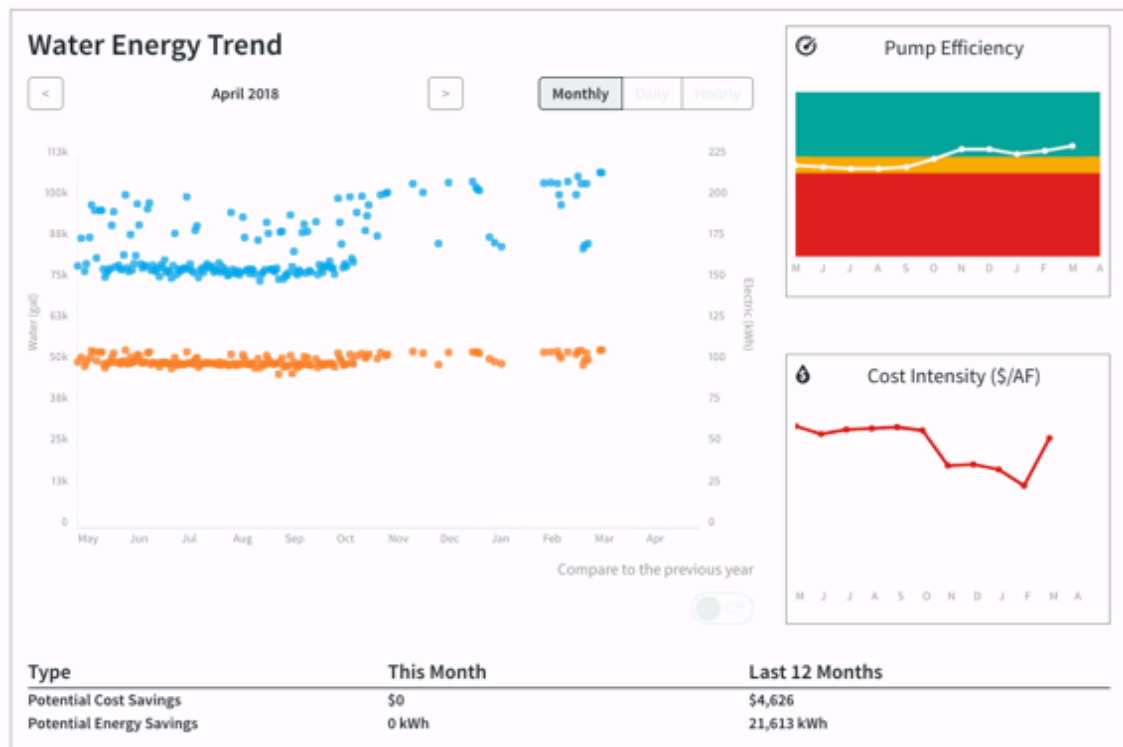 Water Energy Trend
< April 2018 > Monthly Daily Hourly
113k
100k
88k
75k
63k
50k
38k
25k
13k
0
Water (gal)
225
200
175
150
125
100
75
50
25
0
Electric (kWh)
May Jun Jul Aug Sep Oct Nov Dec Jan Feb Mar Apr
Compare to the previous year
Off
Pump Efficiency
M J J A S O N D J F M A
Cost Intensity ($/AF)
M J J A S O N D J F M A
Type This Month Last 12 Months
Potential Cost Savings $0 $4,626
Potential Energy Savings 0 kWh 21,613 kWh